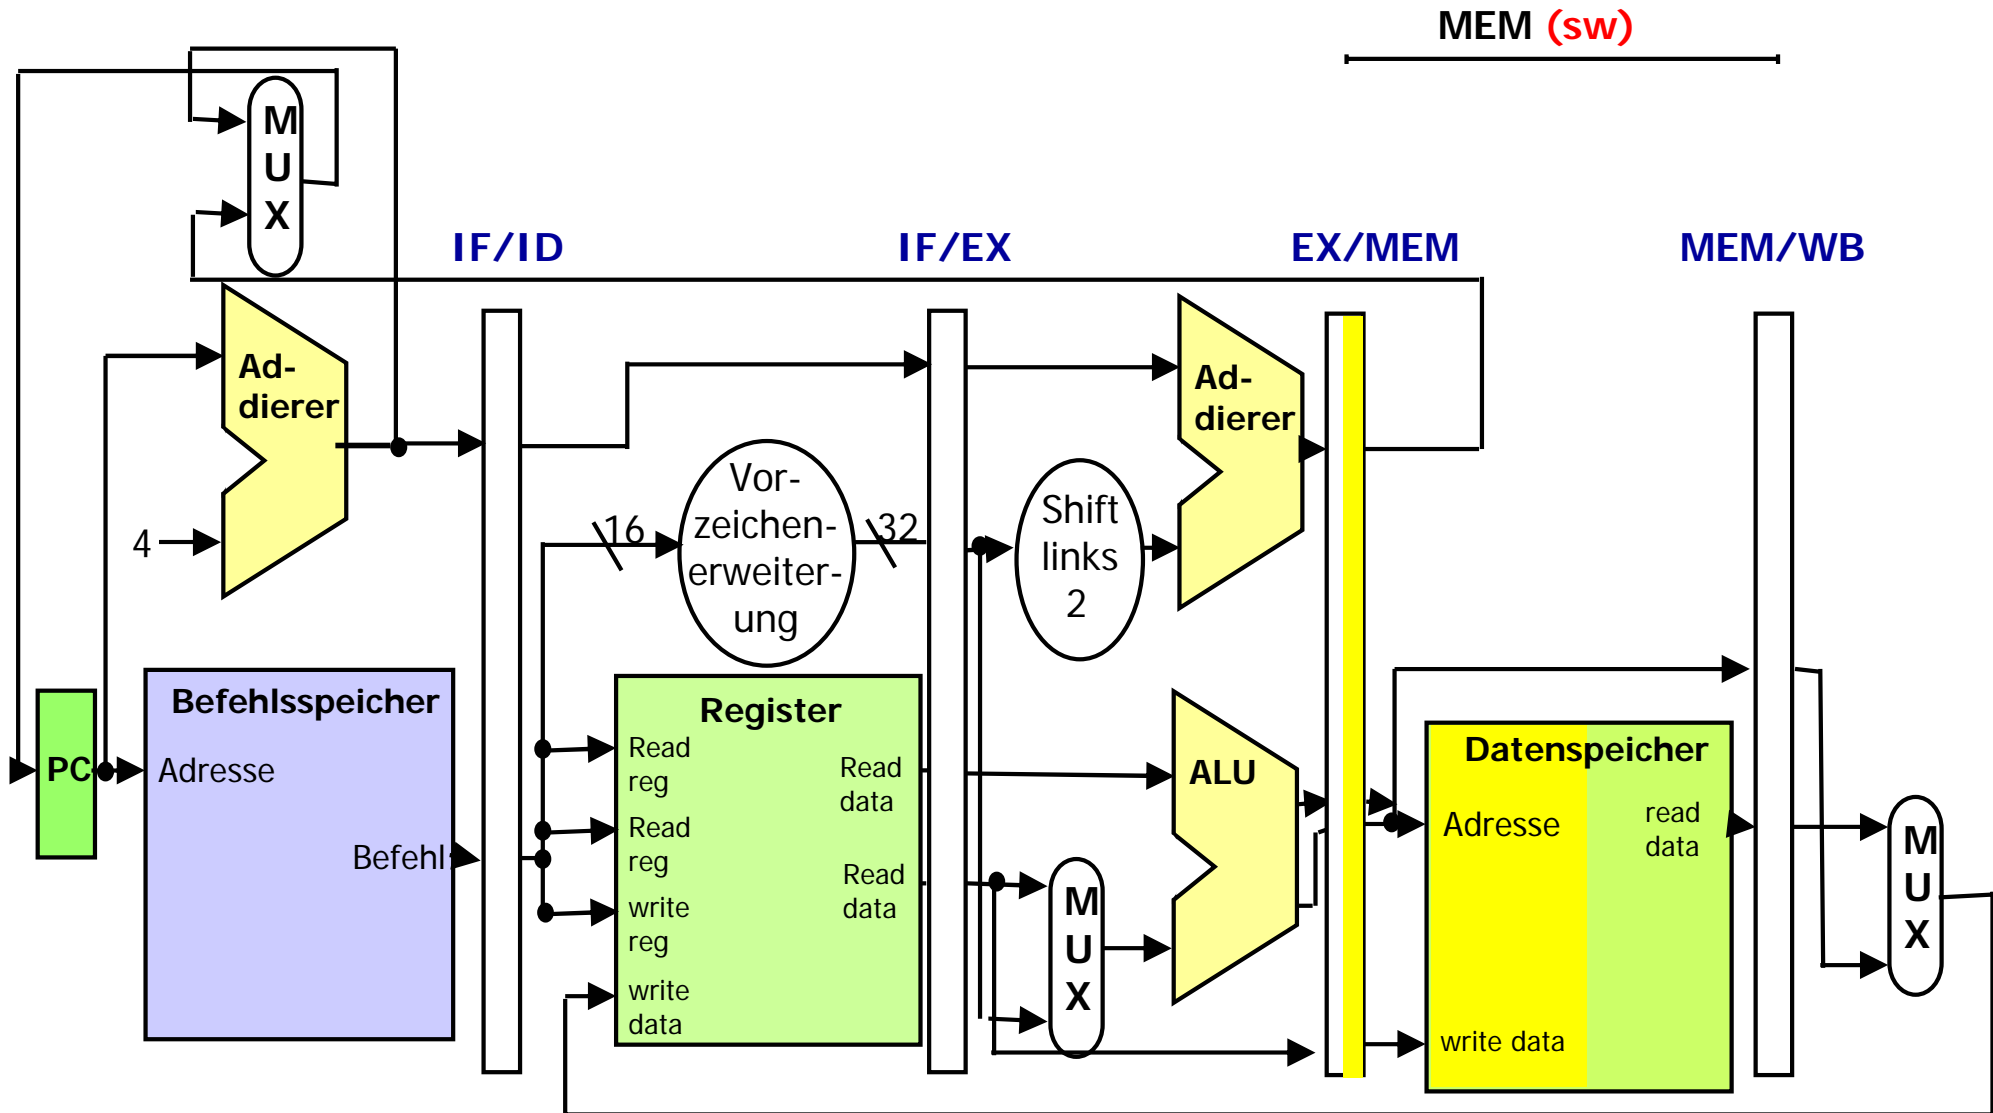 MEM (sw)
M
U
X
IF/ID
IF/EX
EX/MEM
MEM/WB
Ad-
dierer
Ad-
dierer
4
16
Vor-
zeichen-
erweiter-
ung
32
Shift
links
2
PC
Befehlsspeicher
Adresse
Befehl
Register
Read
reg
Read
reg
write
reg
write
data
Read
data
Read
data
M
U
X
ALU
Datenspeicher
Adresse
read
data
write data
M
U
X